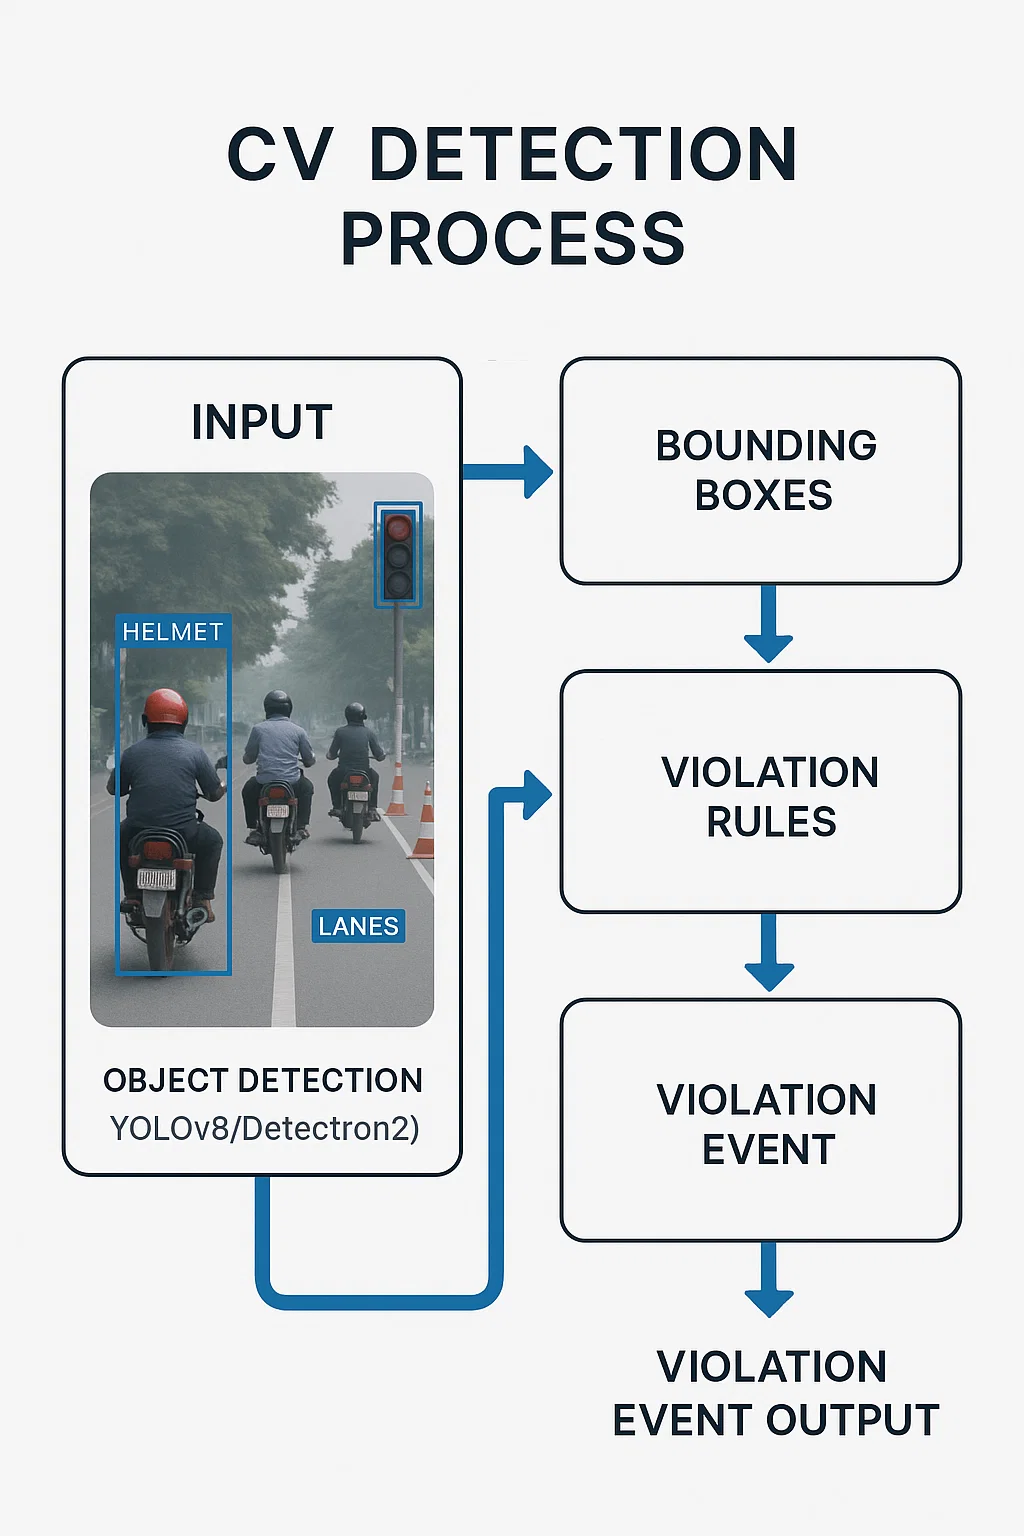 CV DETECTION
PROCESS
INPUT
HELMET
LANES
OBJECT DETECTION
YOLOv8/Detectron2)
BOUNDING
BOXES
VIOLATION
RULES
VIOLATION
EVENT
VIOLATION
EVENT OUTPUT